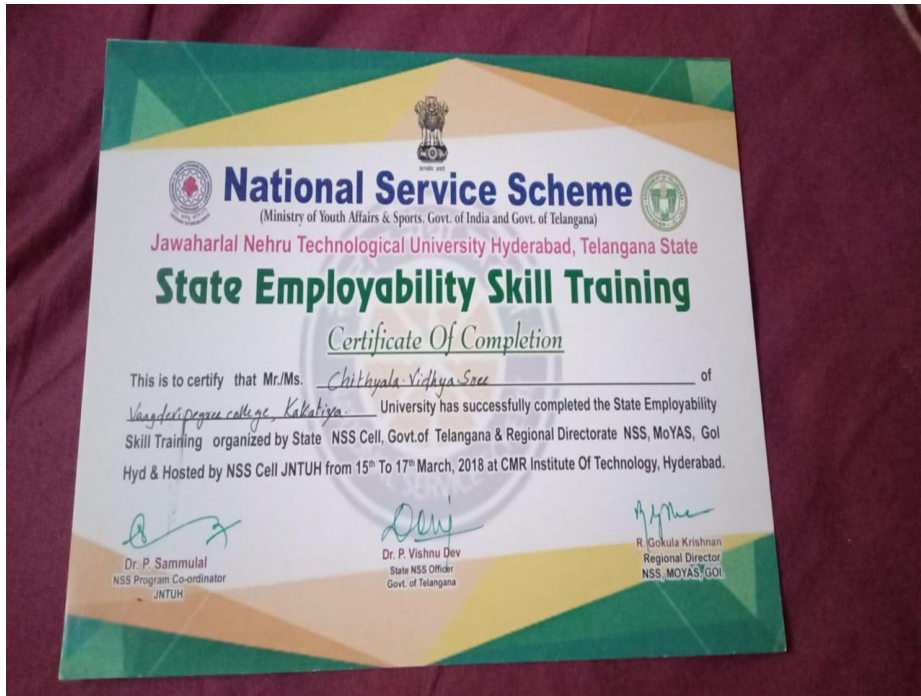 National Service Scheme
(Ministry of Youth Affairs & Sports, Govt. of India and Govt. of Telangana)
Jawaharlal Nehru Technological University Hyderabad, Telangana State
State Employability Skill Training
Certificate Of Completion
This is to certify that Mr./Ms. Chithyala Vidhya Sree of
Vaagdevi Degree college, Kakatiya. University has successfully completed the State Employability
Skill Training organized by State NSS Cell, Govt.of Telangana & Regional Directorate NSS, MoYAS, GoI
Hyd & Hosted by NSS Cell JNTUH from 15th To 17th March, 2018 at CMR Institute Of Technology, Hyderabad.
Dr. P. Sammulal
NSS Program Co-ordinator
JNTUH
Dr. P. Vishnu Dev
State NSS Officer
Govt. of Telangana
R. Gokula Krishnan
Regional Director
NSS, MOYAS, GOI.